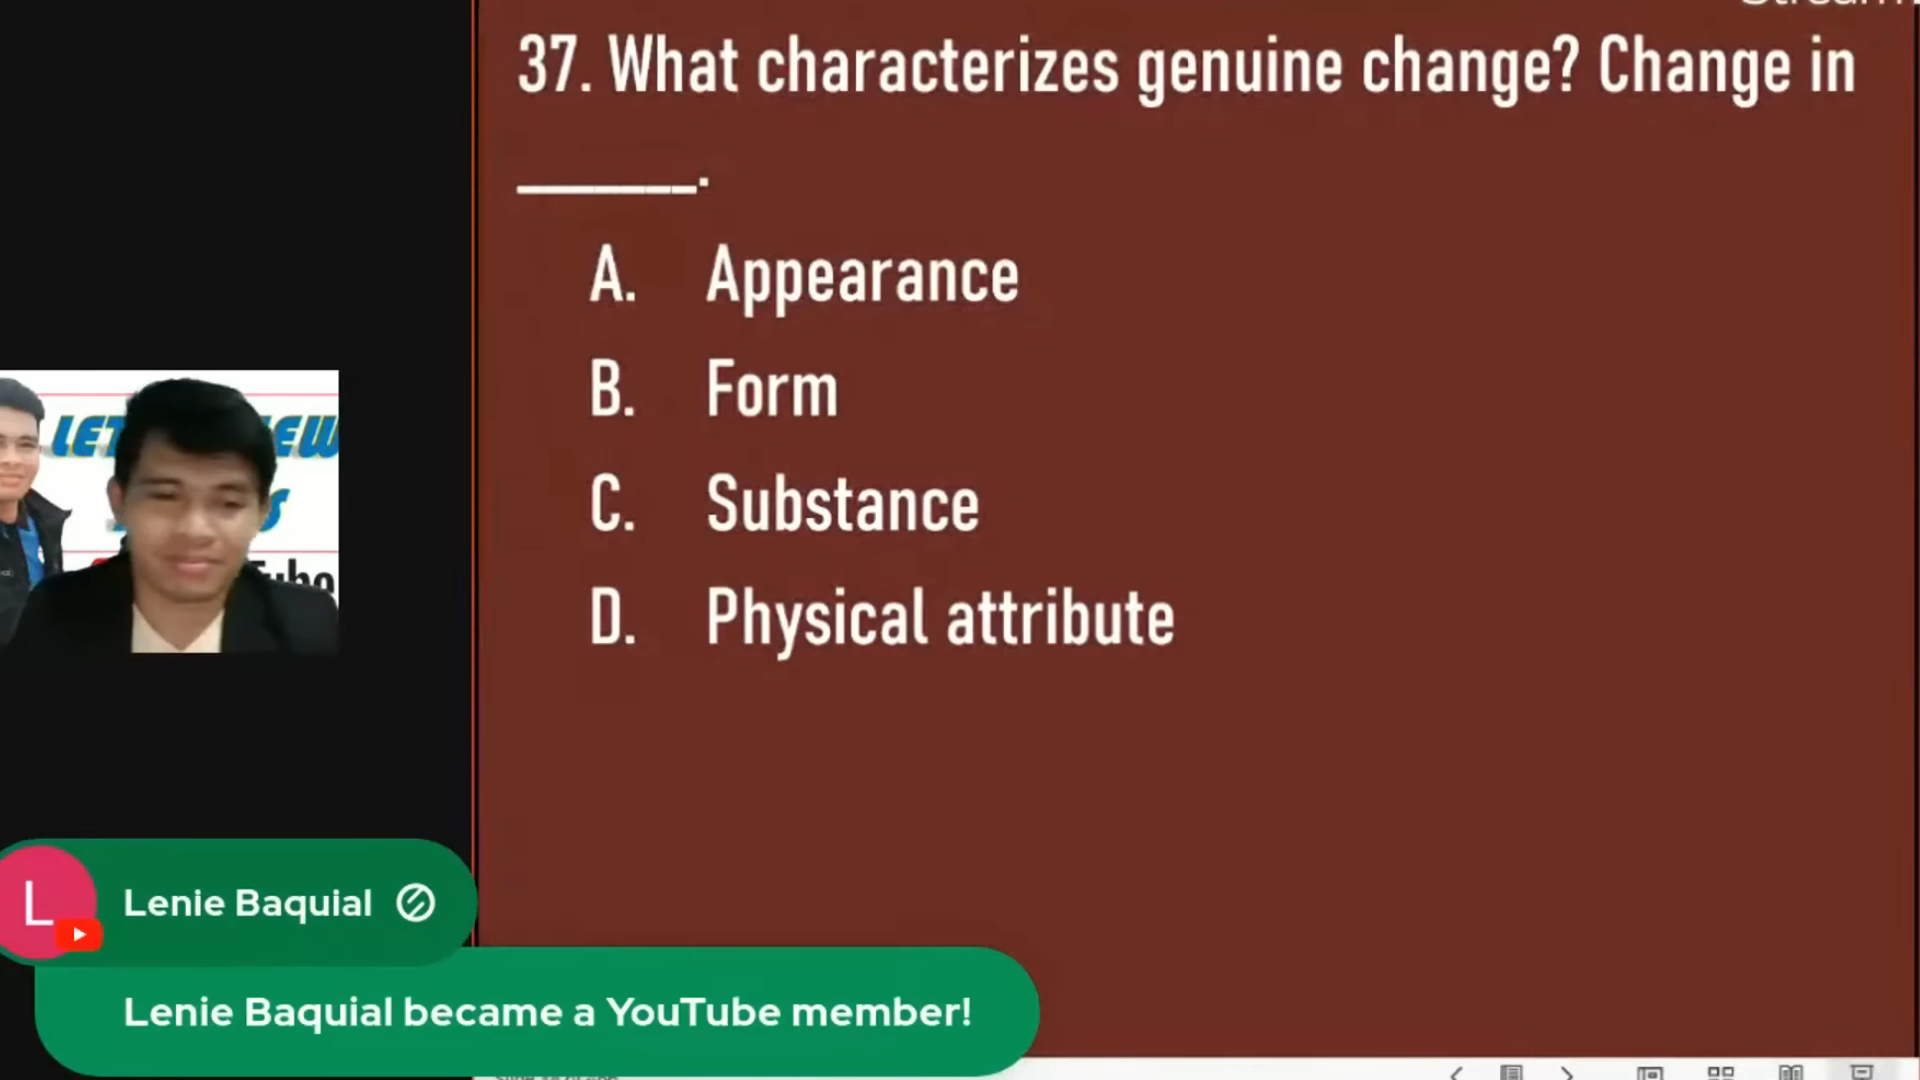 37. What characterizes genuine change? Change in
_______.
A. Appearance
B. Form
C. Substance
D. Physical attribute
L Lenie Baquial
Lenie Baquial became a YouTube member!